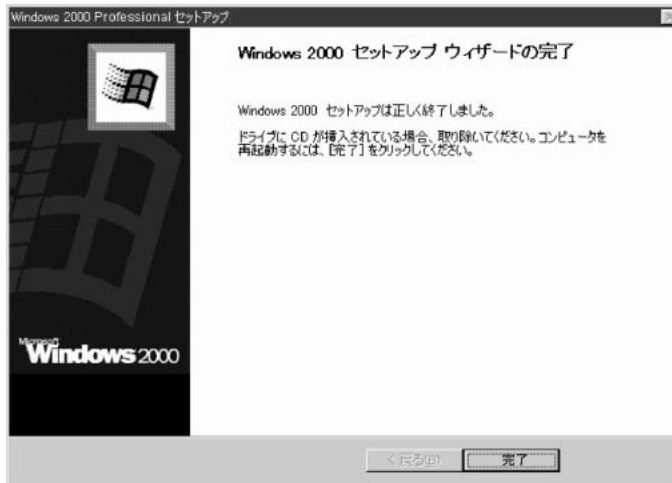 Windows 2000 Professional セットアップ
Windows 2000 セットアップ ウィザードの完了
Windows 2000 セットアップは正しく終了しました。
ドライブに CD が挿入されている場合、取り除いてください。コンピュータを
再起動するには、[完了] をクリックしてください。
Microsoft
Windows 2000
< 戻る(B)
完了